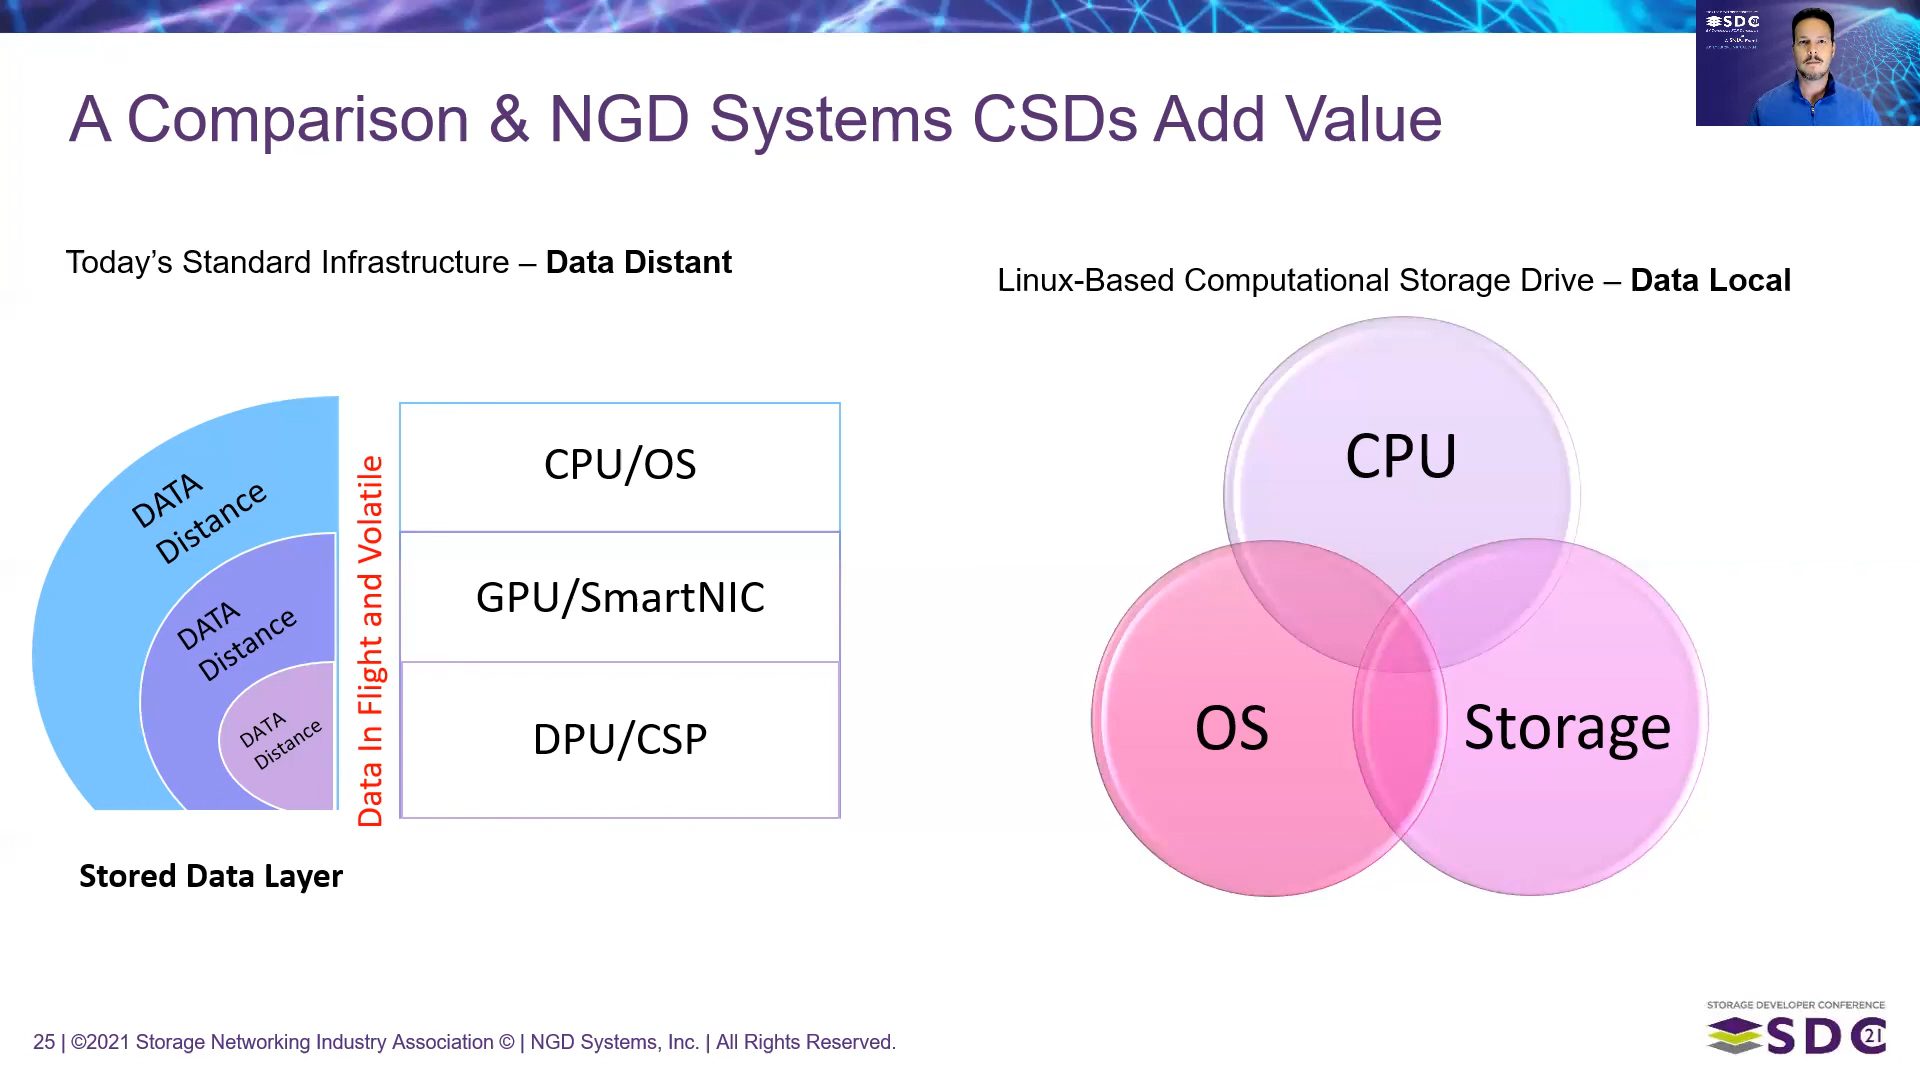 A Comparison & NGD Systems CSDs Add Value
SDC
Today’s Standard Infrastructure – Data Distant
Linux-Based Computational Storage Drive – Data Local
DATA
Distance
DATA
Distance
DATA
Distance
Data In Flight and Volatile
CPU/OS
GPU/SmartNIC
DPU/CSP
Stored Data Layer
CPU
OS
Storage
25 | ©2021 Storage Networking Industry Association © | NGD Systems, Inc. | All Rights Reserved.
STORAGE DEVELOPER CONFERENCE
SDC 21